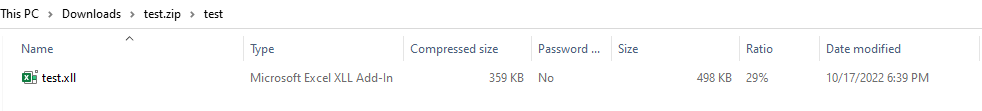 This PC > Downloads > test.zip > test
Name Type Compressed size Password ... Size Ratio Date modified
test.xll Microsoft Excel XLL Add-In 359 KB No 498 KB 29% 10/17/2022 6:39 PM